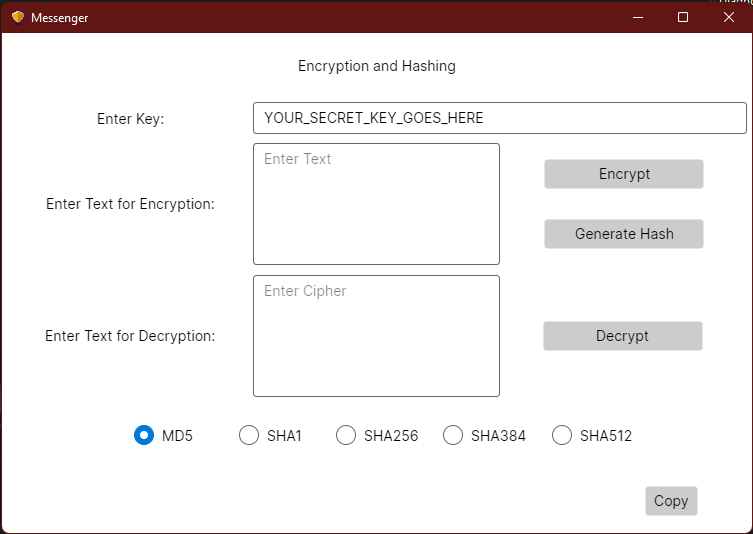 Messenger
Encryption and Hashing
Enter Key:
YOUR_SECRET_KEY_GOES_HERE
Enter Text for Encryption:
Enter Text
Encrypt
Generate Hash
Enter Text for Decryption:
Enter Cipher
Decrypt
MD5 SHA1 SHA256 SHA384 SHA512
Copy